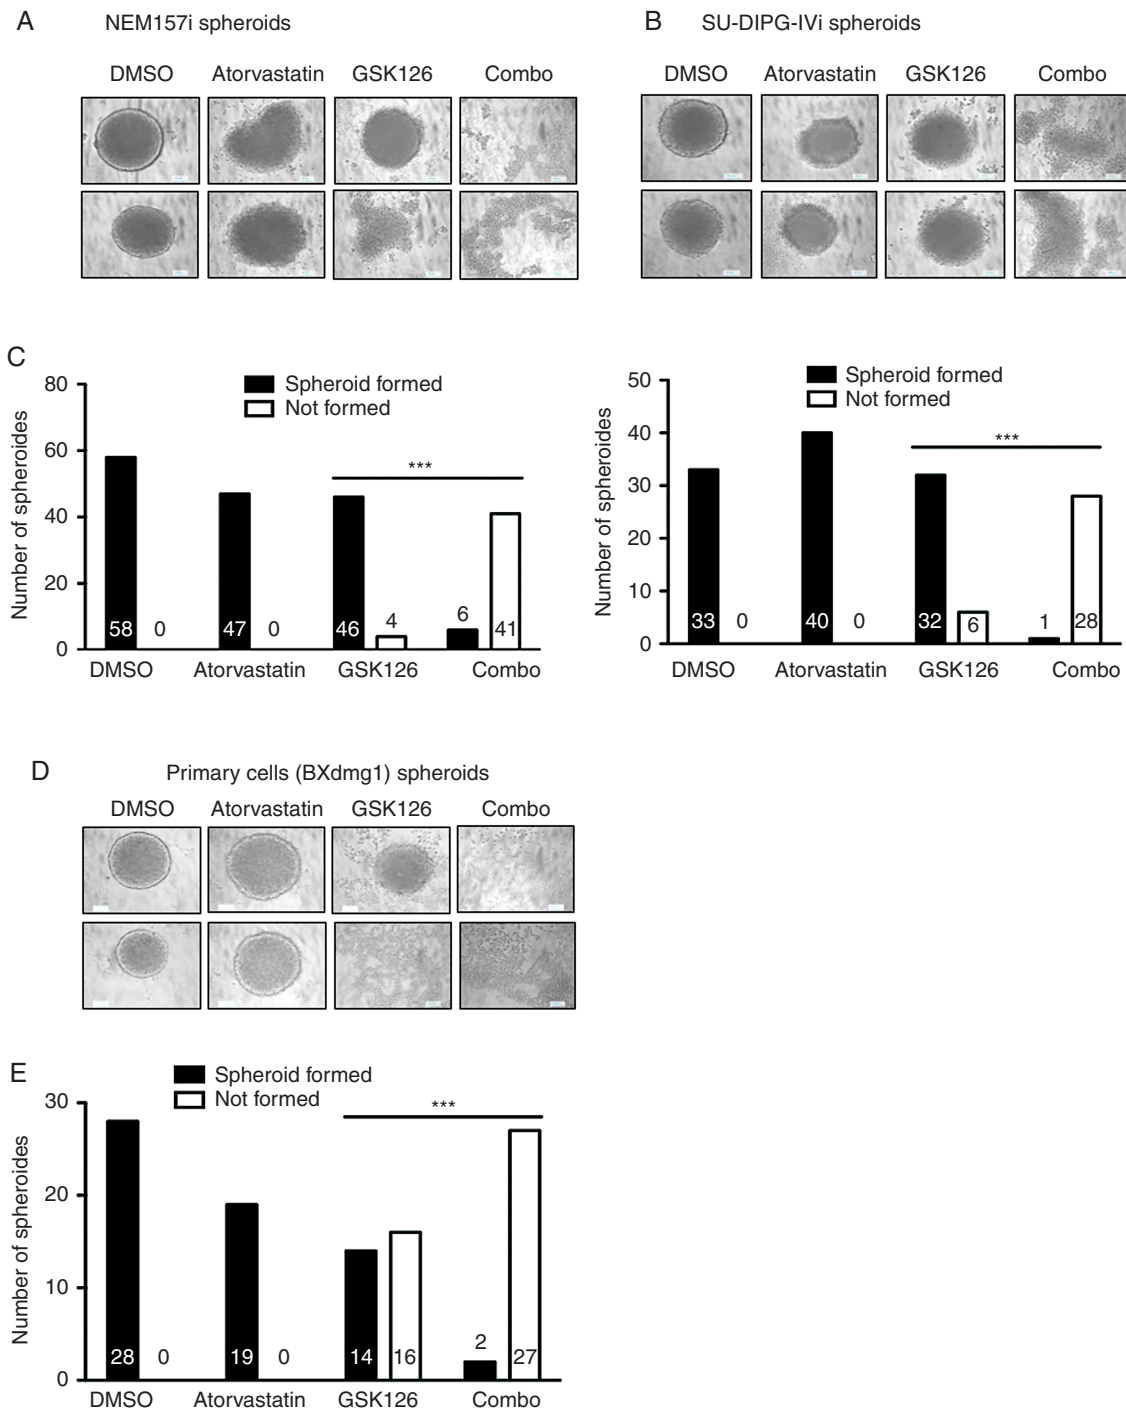 A
NEM157i spheroids
DMSO Atorvastatin GSK126 Combo
B
SU-DIPG-IVi spheroids
DMSO Atorvastatin GSK126 Combo
C
Number of spheroides
80
60
40
20
0
Spheroid formed
Not formed
***
58 0 47 0 46 4 6 41
DMSO Atorvastatin GSK126 Combo
Number of spheroides
50
40
30
20
10
0
Spheroid formed
Not formed
***
33 0 40 0 32 6 1 28
DMSO Atorvastatin GSK126 Combo
D
Primary cells (BXdmg1) spheroids
DMSO Atorvastatin GSK126 Combo
E
Number of spheroides
30
20
10
0
Spheroid formed
Not formed
***
28 0 19 0 14 16 2 27
DMSO Atorvastatin GSK126 Combo